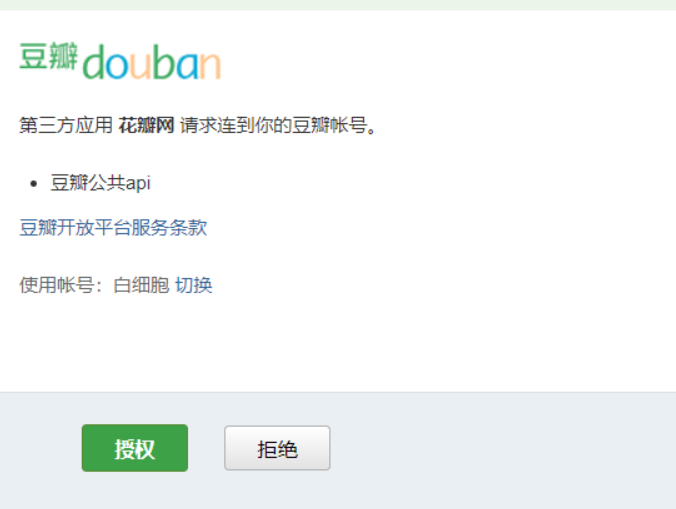 豆瓣douban
第三方应用 花瓣网 请求连到你的豆瓣帐号。
• 豆瓣公共api
豆瓣开放平台服务条款
使用帐号：白细胞 切换
授权 拒绝